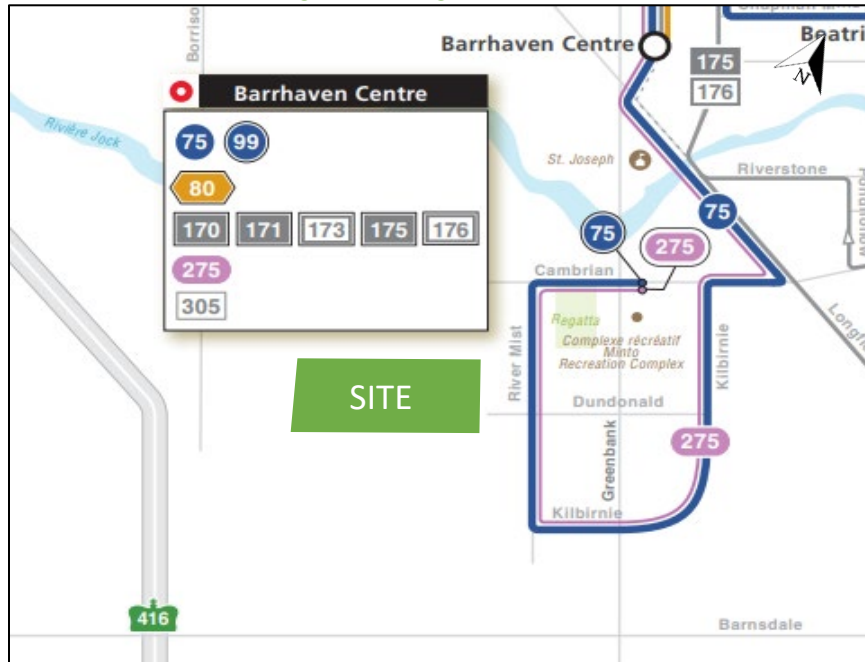 Barrhaven Centre
175
176
N
Rivière Jock
Barrhaven Centre
75 99
80
170 171 173 175 176
275
305
St. Joseph
Riverstone
75
75
275
Cambrian
Regatta
Complexe récréatif
Minto
Recreation Complex
River Mist
Kilbirnie
SITE
Dundonald
Greenbank
275
Kilbirnie
416
Barnsdale